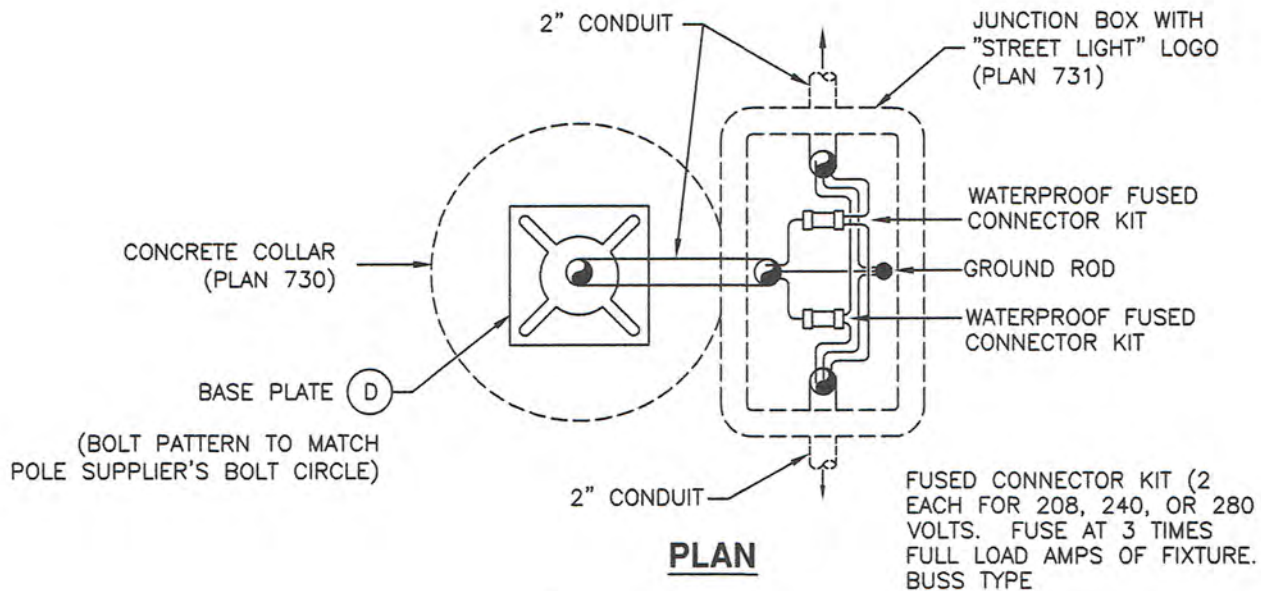 2" CONDUIT
JUNCTION BOX WITH
"STREET LIGHT" LOGO
(PLAN 731)
WATERPROOF FUSED
CONNECTOR KIT
CONCRETE COLLAR
(PLAN 730)
GROUND ROD
WATERPROOF FUSED
CONNECTOR KIT
BASE PLATE D
(BOLT PATTERN TO MATCH
POLE SUPPLIER'S BOLT CIRCLE)
2" CONDUIT
FUSED CONNECTOR KIT (2
EACH FOR 208, 240, OR 280
VOLTS. FUSE AT 3 TIMES
FULL LOAD AMPS OF FIXTURE.
BUSS TYPE
PLAN